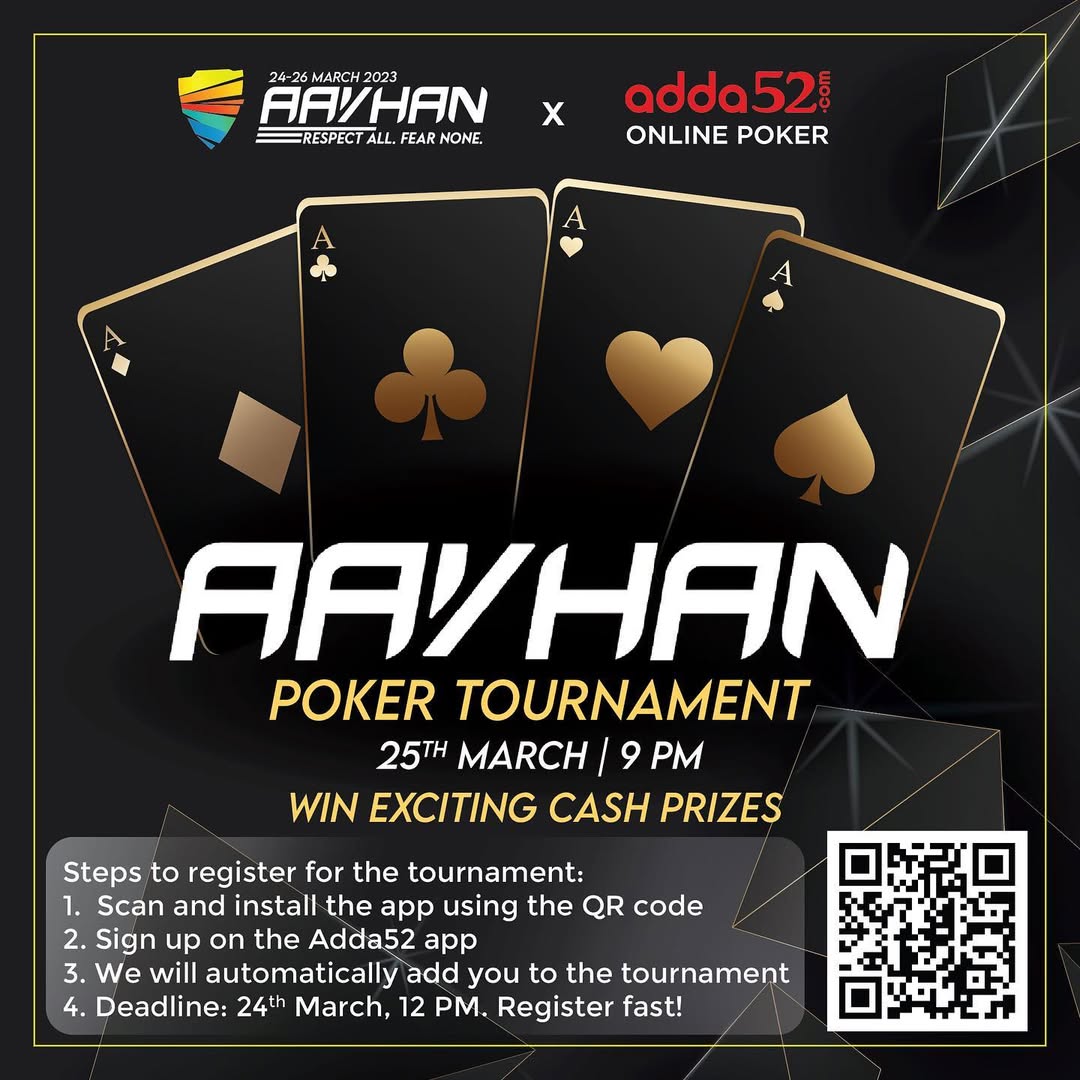 24-26 MARCH 2023
AAVHAN
RESPECT ALL. FEAR NONE.
X
adda52.com
ONLINE POKER
A
A
A
A
AAVHAN
POKER TOURNAMENT
25TH MARCH | 9 PM
WIN EXCITING CASH PRIZES
Steps to register for the tournament:
1. Scan and install the app using the QR code
2. Sign up on the Adda52 app
3. We will automatically add you to the tournament
4. Deadline: 24th March, 12 PM. Register fast!